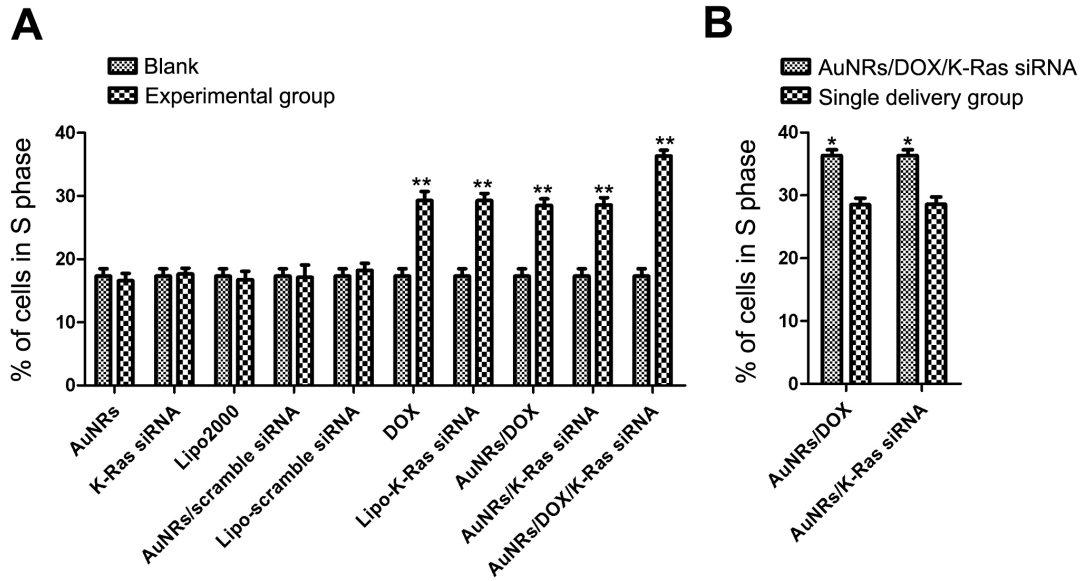 A
Blank
Experimental group
% of cells in S phase
40
30
20
10
0
** ** ** ** **
AuNRs
K-Ras siRNA
Lipo2000
AuNRs/scramble siRNA
Lipo-scramble siRNA
DOX
Lipo-K-Ras siRNA
AuNRs/DOX
AuNRs/K-Ras siRNA
AuNRs/DOX/K-Ras siRNA
B
AuNRs/DOX/K-Ras siRNA
Single delivery group
% of cells in S phase
40
30
20
10
0
* *
AuNRs/DOX
AuNRs/K-Ras siRNA